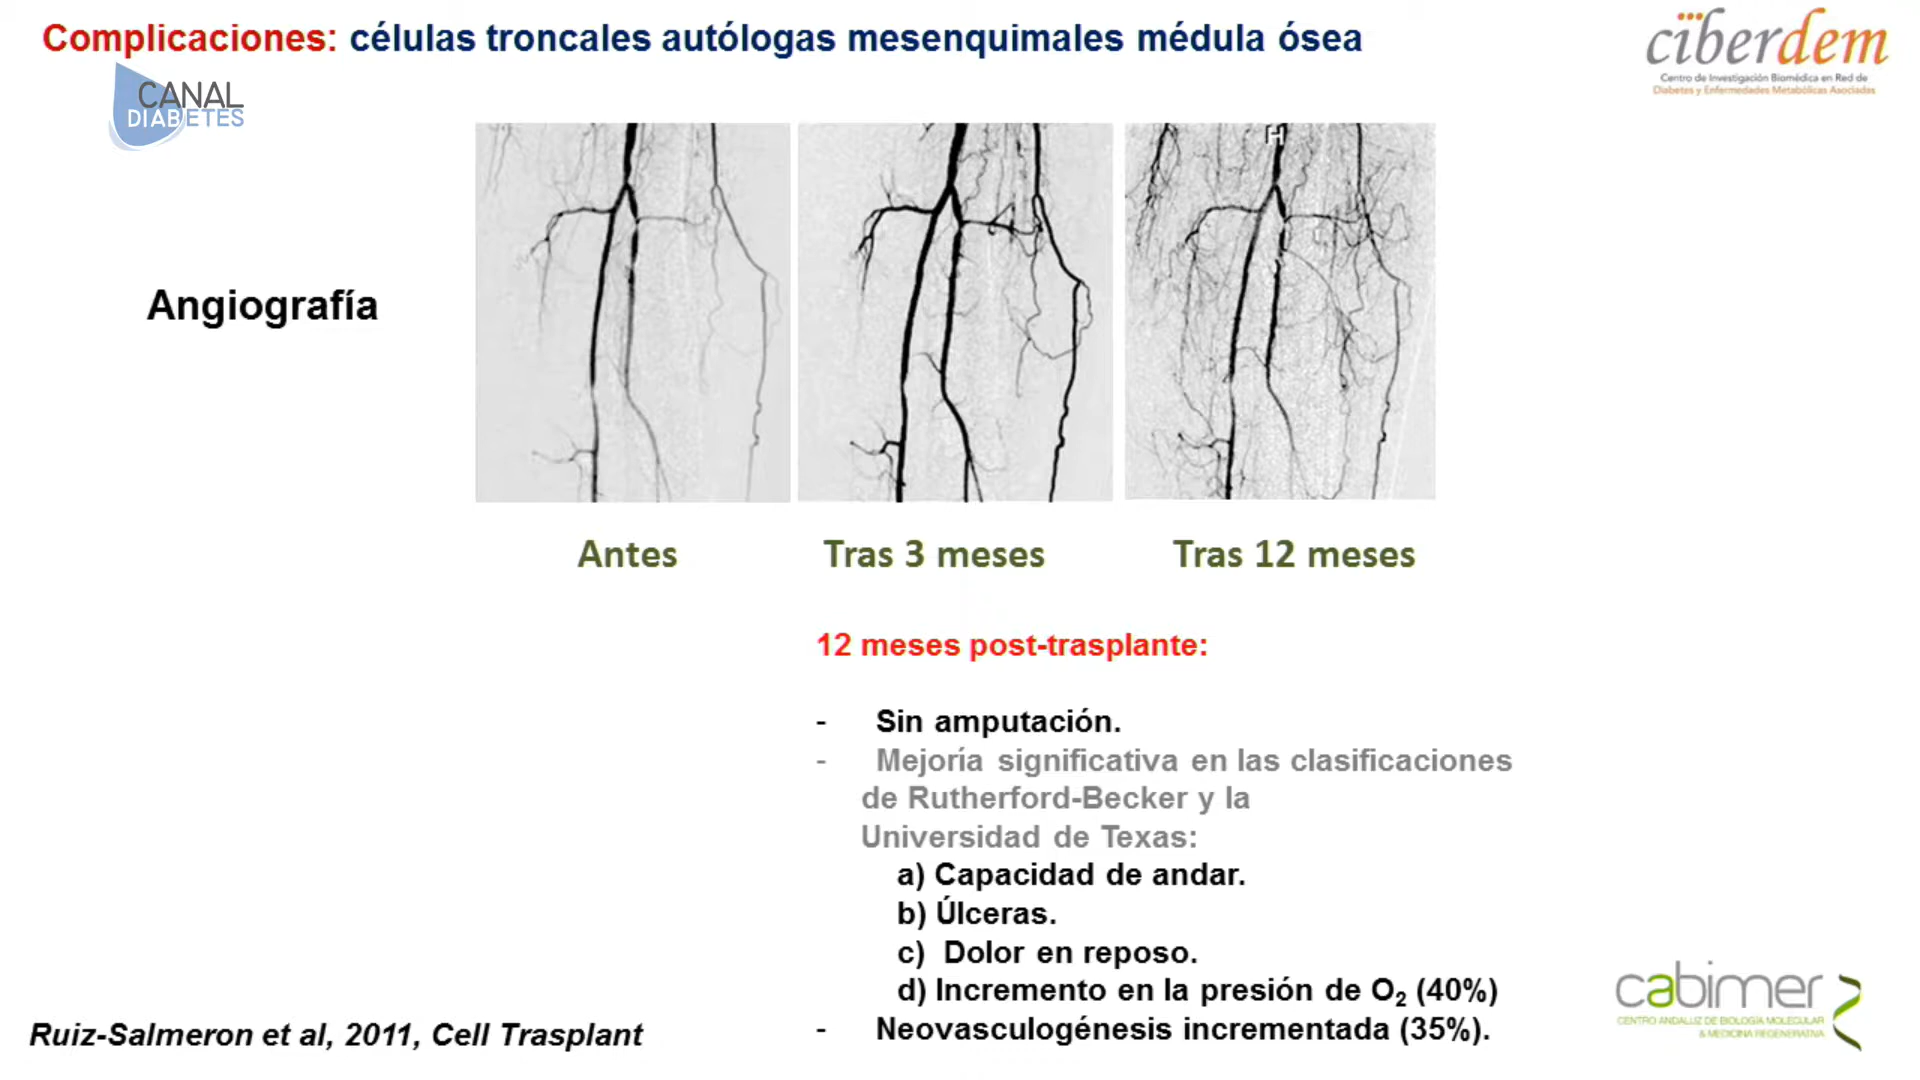 Complicaciones: células troncales autólogas mesenquimales médula ósea
ciberdem
Centro de Investigación Biomédica en Red de
Diabetes y Enfermedades Metabólicas Asociadas
CANAL
DIABETES
H
Angiografía
Antes
Tras 3 meses
Tras 12 meses
12 meses post-trasplante:
- Sin amputación.
- Mejoría significativa en las clasificaciones
de Rutherford-Becker y la
Universidad de Texas:
a) Capacidad de andar.
b) Úlceras.
c) Dolor en reposo.
d) Incremento en la presión de O₂ (40%)
- Neovasculogénesis incrementada (35%).
Ruiz-Salmeron et al, 2011, Cell Trasplant
cabimer
CENTRO ANDALUZ DE BIOLOGÍA MOLECULAR
& MEDICINA REGENERATIVA